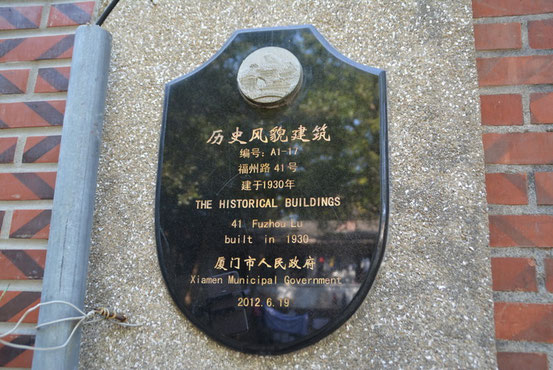 历史风貌建筑
编号：A1-17
福州路 41号
建于1930年
THE HISTORICAL BUILDINGS
41 Fuzhou Lu
built in 1930
厦门市人民政府
Xiamen Municipal Government
2012.6.19